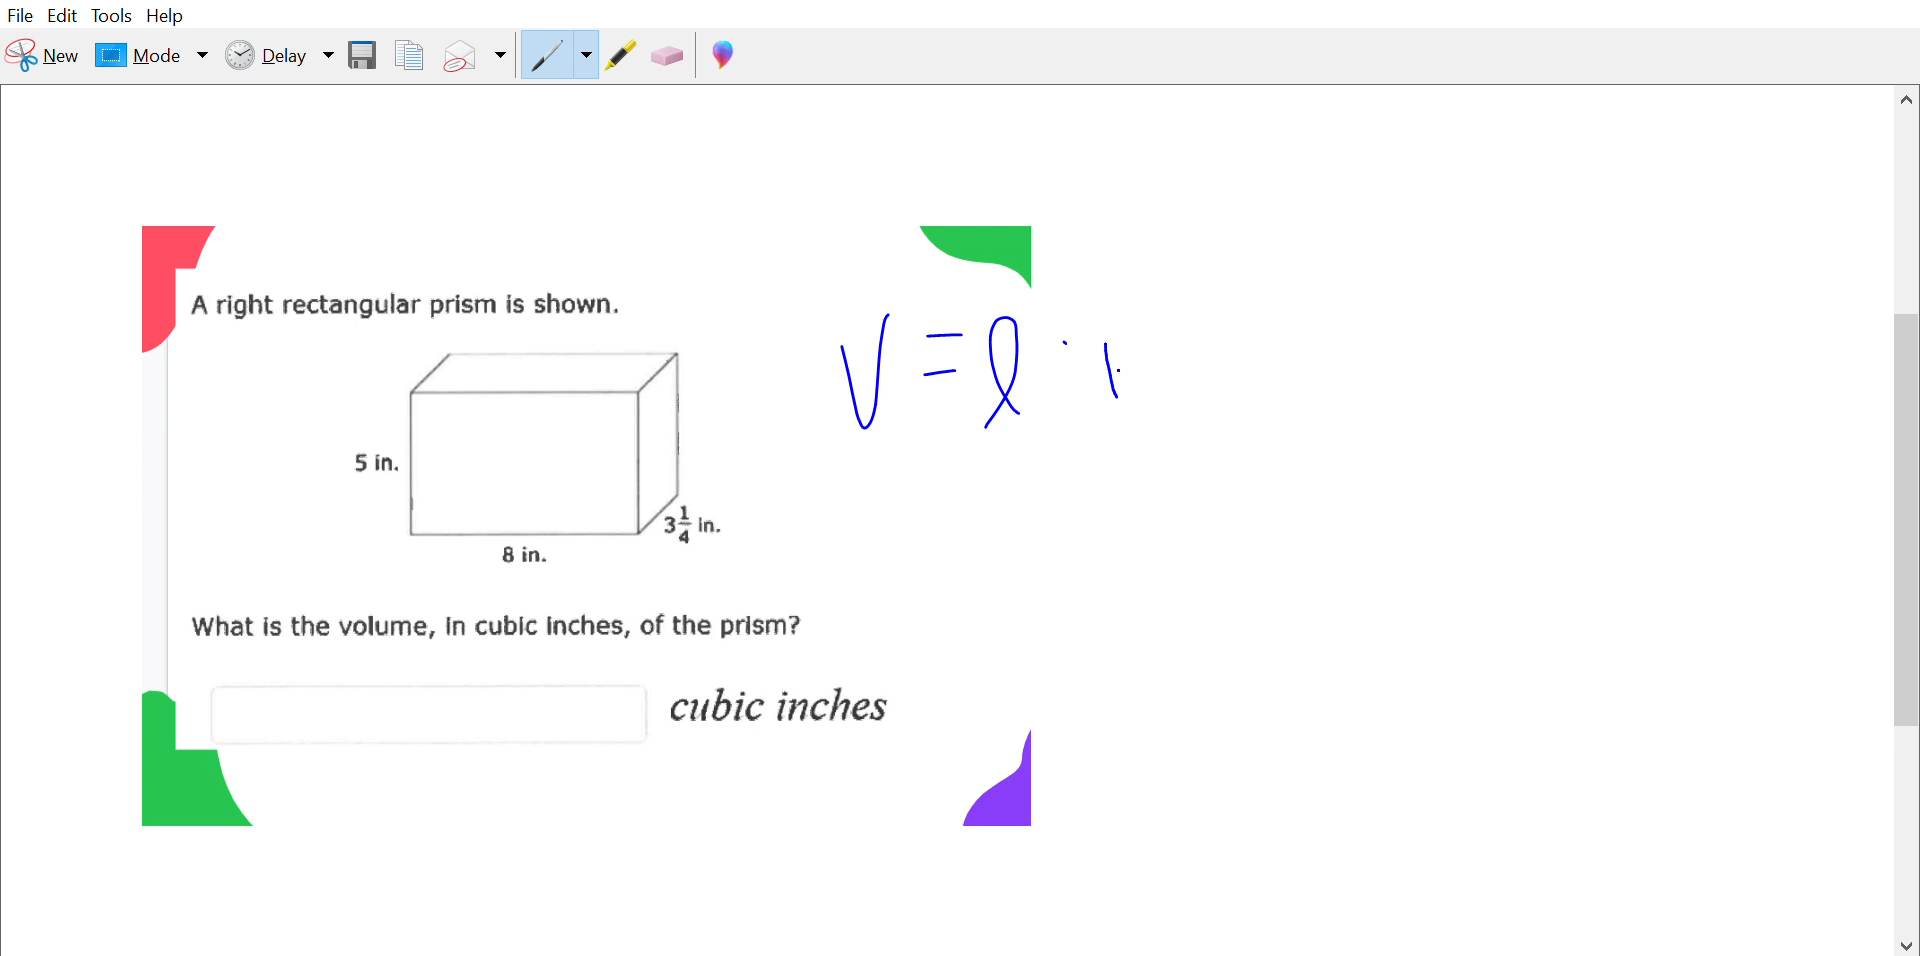 File Edit Tools Help
New Mode Delay
A right rectangular prism is shown.
V = l ·
5 in.
3 1/4 in.
8 in.
What is the volume, in cubic inches, of the prism?
cubic inches